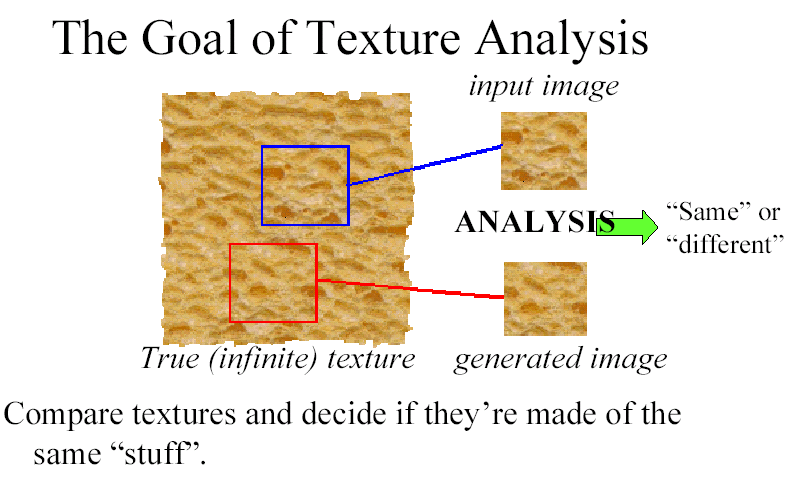 The Goal of Texture Analysis
input image
ANALYSIS
“Same” or
“different”
True (infinite) texture
generated image
Compare textures and decide if they’re made of the
same “stuff”.